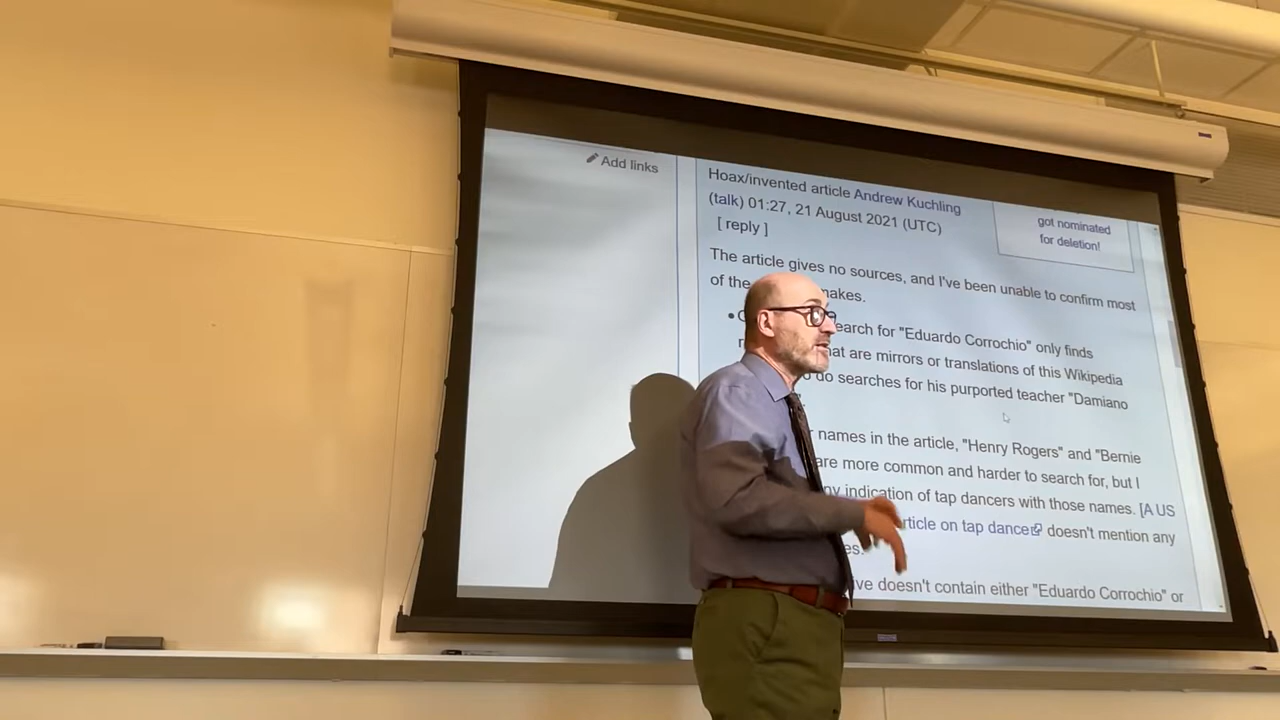 Add links
Hoax/invented article Andrew Kuchling
(talk) 01:27, 21 August 2021 (UTC)
[ reply ]
got nominated
for deletion!
The article gives no sources, and I've been unable to confirm most
of the makes.
earch for "Eduardo Corrochio" only finds
hat are mirrors or translations of this Wikipedia
do searches for his purported teacher "Damiano
names in the article, "Henry Rogers" and "Bernie
are more common and harder to search for, but I
ny indication of tap dancers with those names. [A US
rticle on tap dance doesn't mention any
es.
ive doesn't contain either "Eduardo Corrochio" or